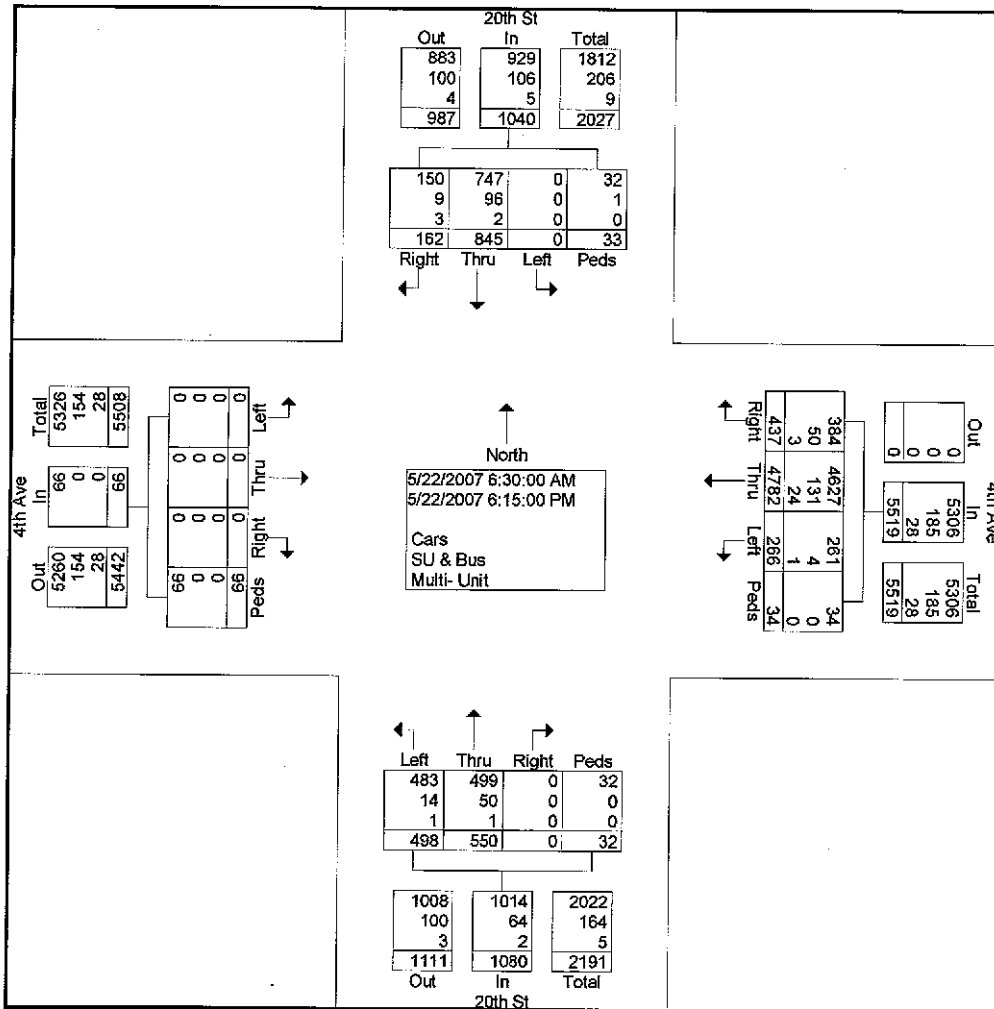 20th St
Out In Total
883 929 1812
100 106 206
4 5 9
987 1040 2027
150 747 0 32
9 96 0 1
3 2 0 0
162 845 0 33
Right Thru Left Peds
4th Ave
Total In Out
5326 66 5260
154 0 154
28 0 28
5508 66 5442
Left Thru Right Peds
0 0 0 66
0 0 0 0
0 0 0 0
0 0 0 66
North
5/22/2007 6:30:00 AM
5/22/2007 6:15:00 PM
Cars
SU & Bus
Multi- Unit
Right Thru Left Peds
384 4627 261 34
50 131 4 0
3 24 1 0
437 4782 266 34
4th Ave
Out In Total
0 5306 5306
0 185 185
0 28 28
0 5519 5519
Left Thru Right Peds
483 499 0 32
14 50 0 0
1 1 0 0
498 550 0 32
1008 1014 2022
100 64 164
3 2 5
1111 1080 2191
Out In Total
20th St